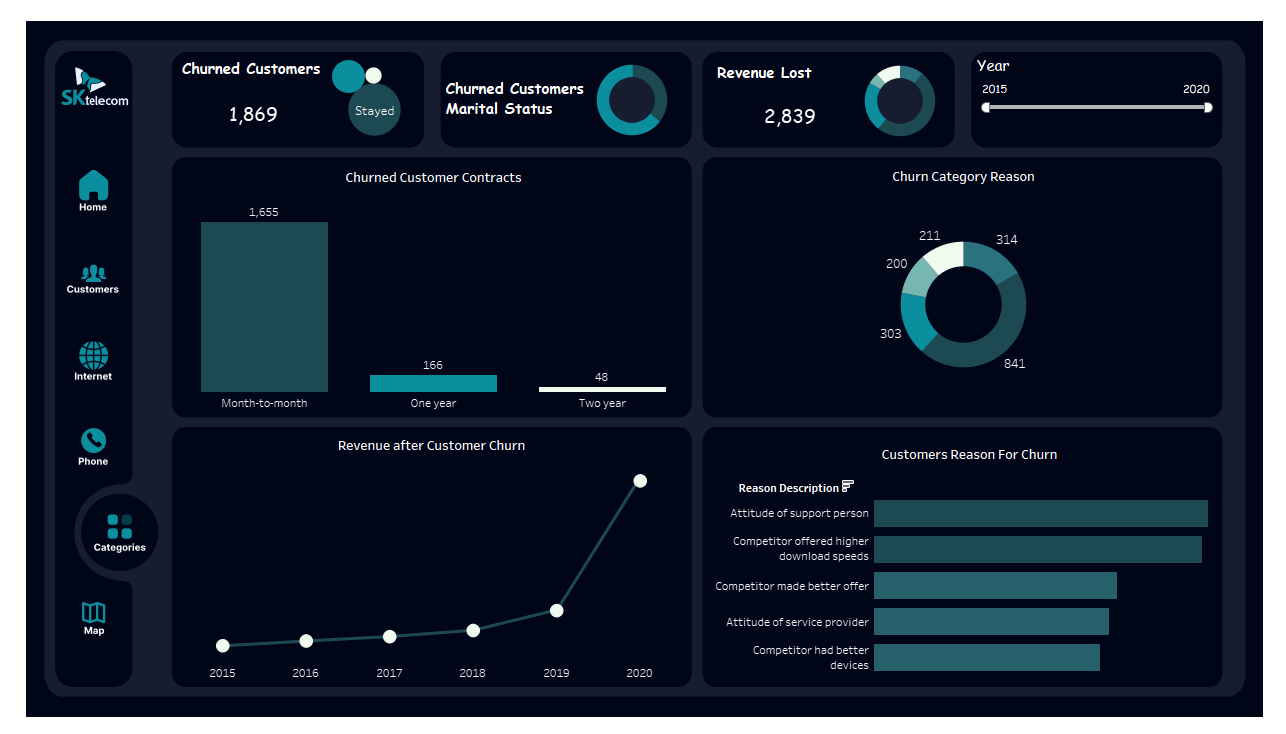 SKtelecom
Home
Customers
Internet
Phone
Categories
Map
Churned Customers
1,869
Stayed
Churned Customers
Marital Status
Revenue Lost
2,839
Year
2015
2020
Churned Customer Contracts
1,655
166
48
Month-to-month
One year
Two year
Churn Category Reason
211
314
200
303
841
Revenue after Customer Churn
2015
2016
2017
2018
2019
2020
Customers Reason For Churn
Reason Description
Attitude of support person
Competitor offered higher
download speeds
Competitor made better offer
Attitude of service provider
Competitor had better
devices